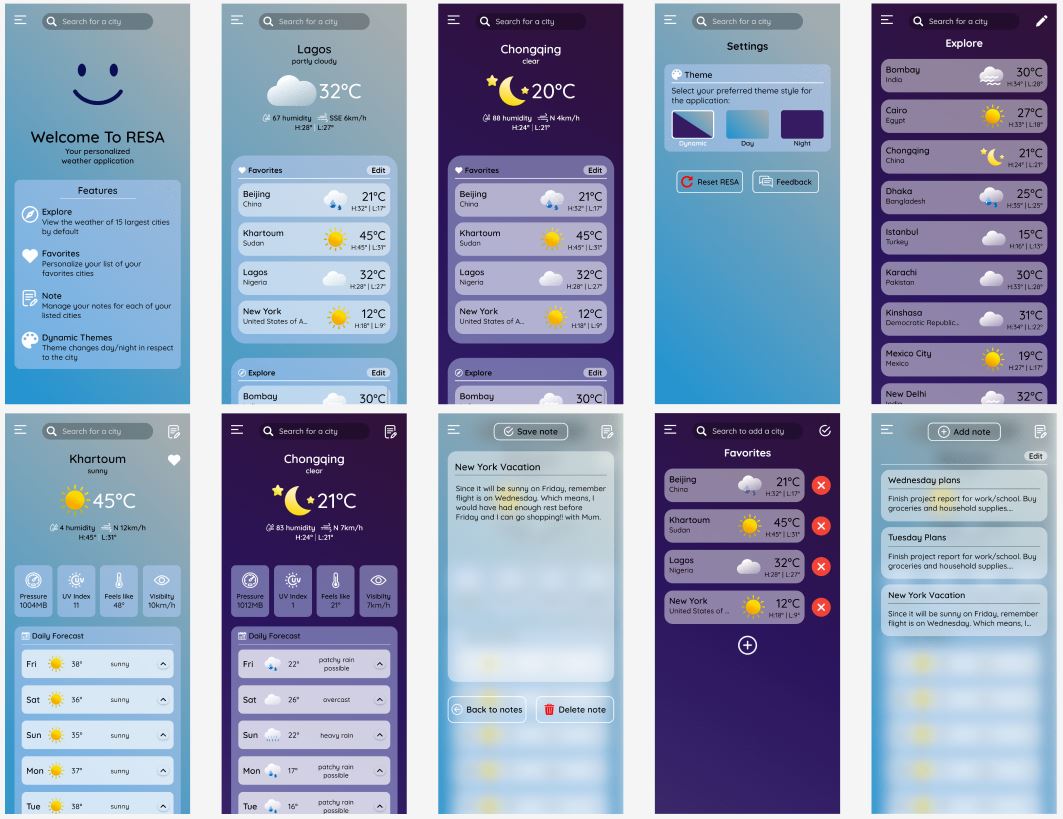 Search for a city
Welcome To RESA
Your personalized
weather application
Features
Explore
View the weather of 15 largest cities
by default
Favorites
Personalize your list of your
favorites cities
Note
Manage your notes for each of your
listed cities
Dynamic Themes
Theme changes day/night in respect
to the city
Search for a city
Lagos
partly cloudy
32°C
67 humidity SSE 6km/h
H:28° | L:27°
Favorites Edit
Beijing 21°C
China H:32° | L:17°
Khartoum 45°C
Sudan H:45° | L:31°
Lagos 32°C
Nigeria H:28° | L:27°
New York 12°C
United States of A... H:18° | L:9°
Explore Edit
Bombay 30°C
Search for a city
Chongqing
clear
20°C
88 humidity N 4km/h
H:24° | L:21°
Favorites Edit
Beijing 21°C
China H:32° | L:17°
Khartoum 45°C
Sudan H:45° | L:31°
Lagos 32°C
Nigeria H:28° | L:27°
New York 12°C
United States of A... H:18° | L:9°
Explore Edit
Bombay 30°C
Search for a city
Settings
Theme
Select your preferred theme style for
the application:
Dynamic Day Night
Reset RESA Feedback
Search for a city
Explore
Bombay 30°C
India H:34° | L:28°
Cairo 27°C
Egypt H:33° | L:18°
Chongqing 21°C
China H:24° | L:21°
Dhaka 25°C
Bangladesh H:35° | L:25°
Istanbul 15°C
Turkey H:16° | L:13°
Karachi 30°C
Pakistan H:33° | L:28°
Kinshasa 31°C
Democratic Republic... H:34° | L:22°
Mexico City 19°C
Mexico H:27° | L:17°
New Delhi 32°C
India
Search for a city
Khartoum
sunny
45°C
4 humidity N 12km/h
H:45° L:31°
Pressure UV Index Feels like Visibilty
1004MB 11 48° 10km/h
Daily Forecast
Fri 38° sunny
Sat 36° sunny
Sun 35° sunny
Mon 37° sunny
Tue 38° sunny
Search for a city
Chongqing
clear
21°C
83 humidity N 7km/h
H:24° | L:21°
Pressure UV Index Feels like Visibilty
1012MB 1 21° 7km/h
Daily Forecast
Fri 22° patchy rain
possible
Sat 26° overcast
Sun 22° heavy rain
Mon 17° patchy rain
possible
Tue 16° patchy rain
possible
Save note
New York Vacation
Since it will be sunny on Friday, remember
flight is on Wednesday. Which means, I
would have had enough rest before
Friday and I can go shopping!! with Mum.
Back to notes Delete note
Search to add a city
Favorites
Beijing 21°C
China H:32° | L:17°
Khartoum 45°C
Sudan H:45° | L:31°
Lagos 32°C
Nigeria H:28° | L:27°
New York 12°C
United States of ... H:18° | L:9°
Add note
Edit
Wednesday plans
Finish project report for work/school. Buy
groceries and household supplies....
Tuesday Plans
Finish project report for work/school. Buy
groceries and household supplies....
New York Vacation
Since it will be sunny on Friday, remember
flight is on Wednesday. Which means, I...